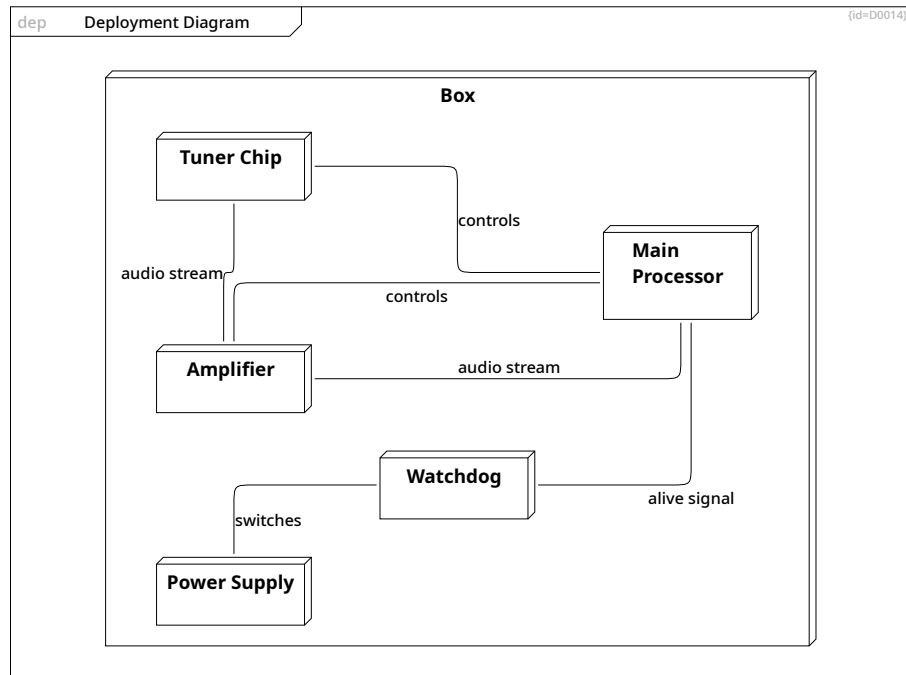 dep Deployment Diagram
{id=D0014}
Box
Tuner Chip
controls
Main
Processor
audio stream
controls
Amplifier
audio stream
Watchdog
alive signal
switches
Power Supply